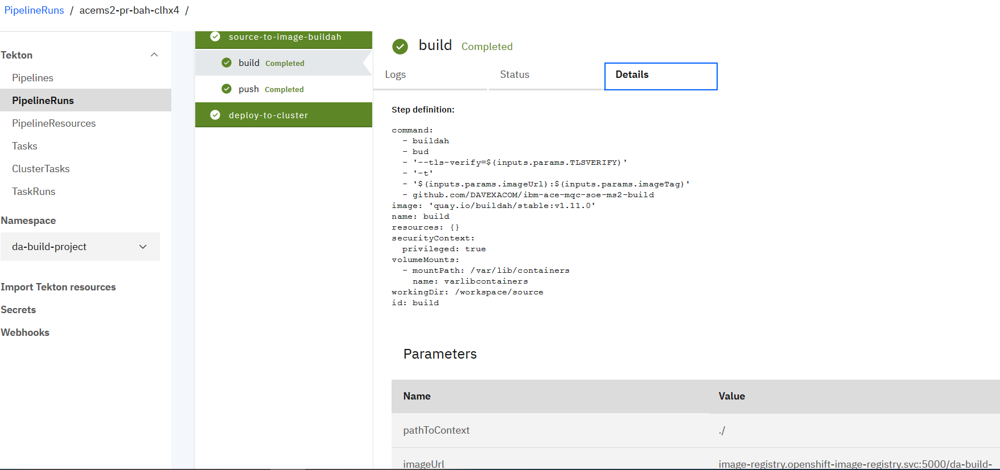 PipelineRuns / acems2-pr-bah-clhx4 /
Tekton
Pipelines
PipelineRuns
PipelineResources
Tasks
ClusterTasks
TaskRuns
Namespace
da-build-project
Import Tekton resources
Secrets
Webhooks
source-to-image-buildah
build Completed
push Completed
deploy-to-cluster
build Completed
Logs Status Details
Step definition:
command:
- buildah
- bud
- '--tls-verify=$(inputs.params.TLSVERIFY)'
- '-t'
- '$(inputs.params.imageUrl):$(inputs.params.imageTag)'
- github.com/DAVEXACOM/ibm-ace-mqc-soe-ms2-build
image: 'quay.io/buildah/stable:v1.11.0'
name: build
resources: {}
securityContext:
privileged: true
volumeMounts:
- mountPath: /var/lib/containers
name: varlibcontainers
workingDir: /workspace/source
id: build
Parameters
Name Value
pathToContext ./
imageUrl image-registry.openshift-image-registry.svc:5000/da-build-